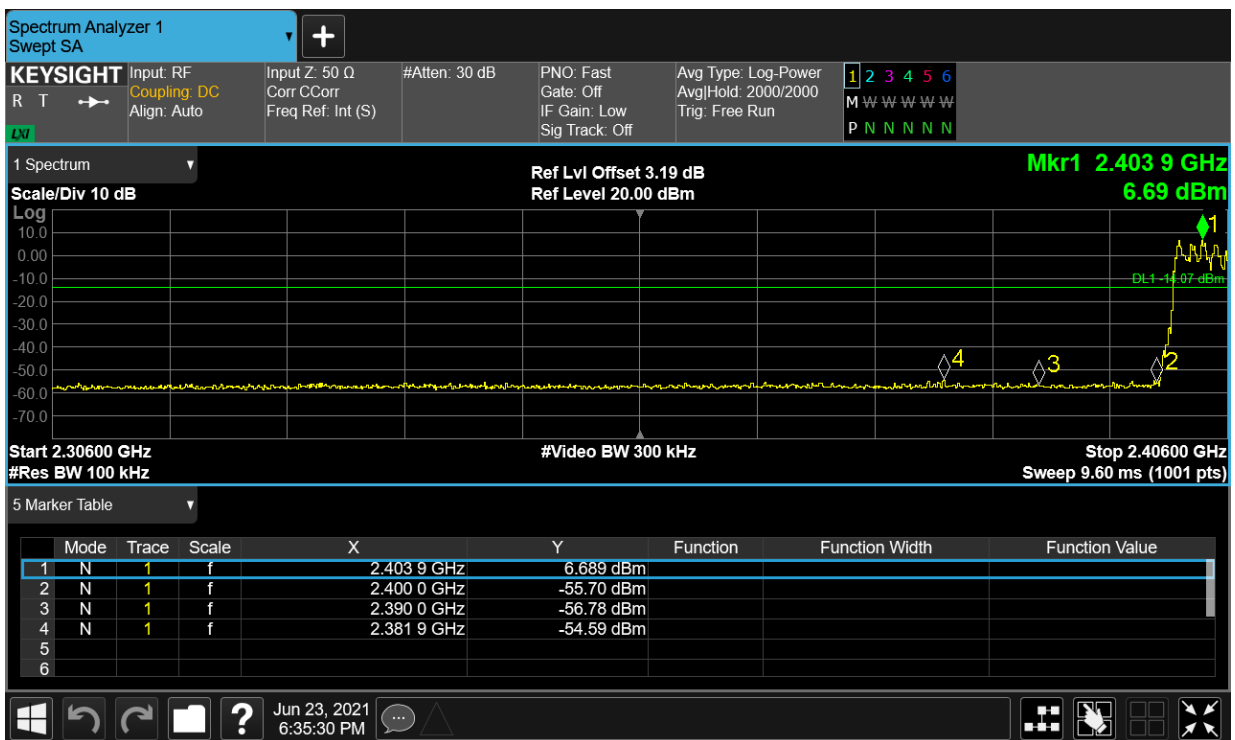 Spectrum Analyzer 1
Swept SA
+
KEYSIGHT
R T
LXI
Input: RF
Coupling: DC
Align: Auto
Input Z: 50 Ω
Corr CCorr
Freq Ref: Int (S)
#Atten: 30 dB
PNO: Fast
Gate: Off
IF Gain: Low
Sig Track: Off
Avg Type: Log-Power
Avg|Hold: 2000/2000
Trig: Free Run
1 2 3 4 5 6
M W W W W W
P N N N N N
1 Spectrum
Scale/Div 10 dB
Ref Lvl Offset 3.19 dB
Ref Level 20.00 dBm
Mkr1 2.403 9 GHz
6.69 dBm
Log
10.0
0.00
-10.0
-20.0
-30.0
-40.0
-50.0
-60.0
-70.0
1
DL1 -14.07 dBm
4
3
2
Start 2.30600 GHz
#Res BW 100 kHz
#Video BW 300 kHz
Stop 2.40600 GHz
Sweep 9.60 ms (1001 pts)
5 Marker Table
Mode Trace Scale X Y Function Function Width Function Value
1 N 1 f 2.403 9 GHz 6.689 dBm
2 N 1 f 2.400 0 GHz -55.70 dBm
3 N 1 f 2.390 0 GHz -56.78 dBm
4 N 1 f 2.381 9 GHz -54.59 dBm
5
6
?
Jun 23, 2021
6:35:30 PM